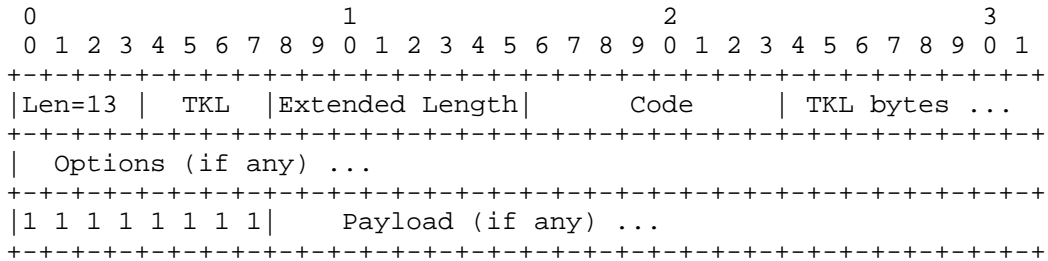 0                   1                   2                   3
 0 1 2 3 4 5 6 7 8 9 0 1 2 3 4 5 6 7 8 9 0 1 2 3 4 5 6 7 8 9 0 1
+-+-+-+-+-+-+-+-+-+-+-+-+-+-+-+-+-+-+-+-+-+-+-+-+-+-+-+-+-+-+-+-+
|Len=13 |  TKL  |Extended Length|      Code     | TKL bytes ...
+-+-+-+-+-+-+-+-+-+-+-+-+-+-+-+-+-+-+-+-+-+-+-+-+-+-+-+-+-+-+-+-+
|   Options (if any) ...
+-+-+-+-+-+-+-+-+-+-+-+-+-+-+-+-+-+-+-+-+-+-+-+-+-+-+-+-+-+-+-+-+
|1 1 1 1 1 1 1 1|    Payload (if any) ...
+-+-+-+-+-+-+-+-+-+-+-+-+-+-+-+-+-+-+-+-+-+-+-+-+-+-+-+-+-+-+-+-+